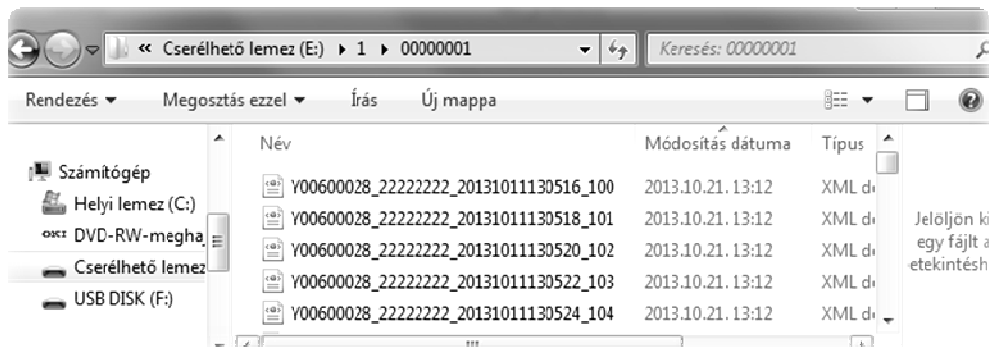 « Cserélhető lemez (E:) 1 00000001 Keresés: 00000001
Rendezés Megosztás ezzel Írás Új mappa
Név Módosítás dátuma Típus
Számítógép
Helyi lemez (C:)
DVD-RW-megha
Cserélhető lemez
USB DISK (F:)
Y00600028_22222222_20131011130516_100 2013.10.21. 13:12 XML
Y00600028_22222222_20131011130518_101 2013.10.21. 13:12 XML
Y00600028_22222222_20131011130520_102 2013.10.21. 13:12 XML
Y00600028_22222222_20131011130522_103 2013.10.21. 13:12 XML
Y00600028_22222222_20131011130524_104 2013.10.21. 13:12 XML
Jelöljön ki
egy fájlt a
etekintésh